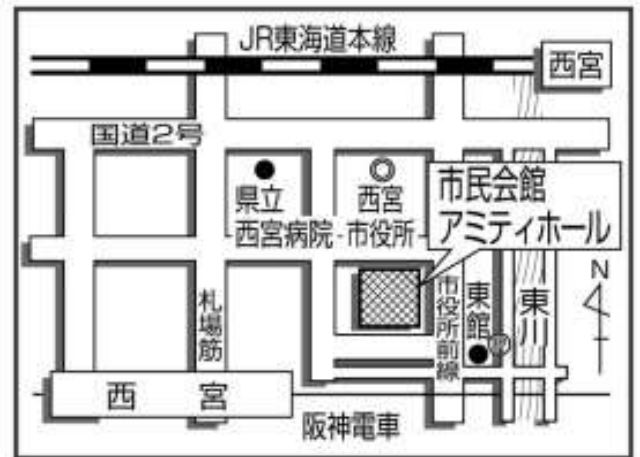 JR東海道本線
西宮
国道2号
県立
西宮病院
西宮
市役所
市民会館
アミティホール
札場筋
市役所前線
東館
東川
N
西宮
阪神電車